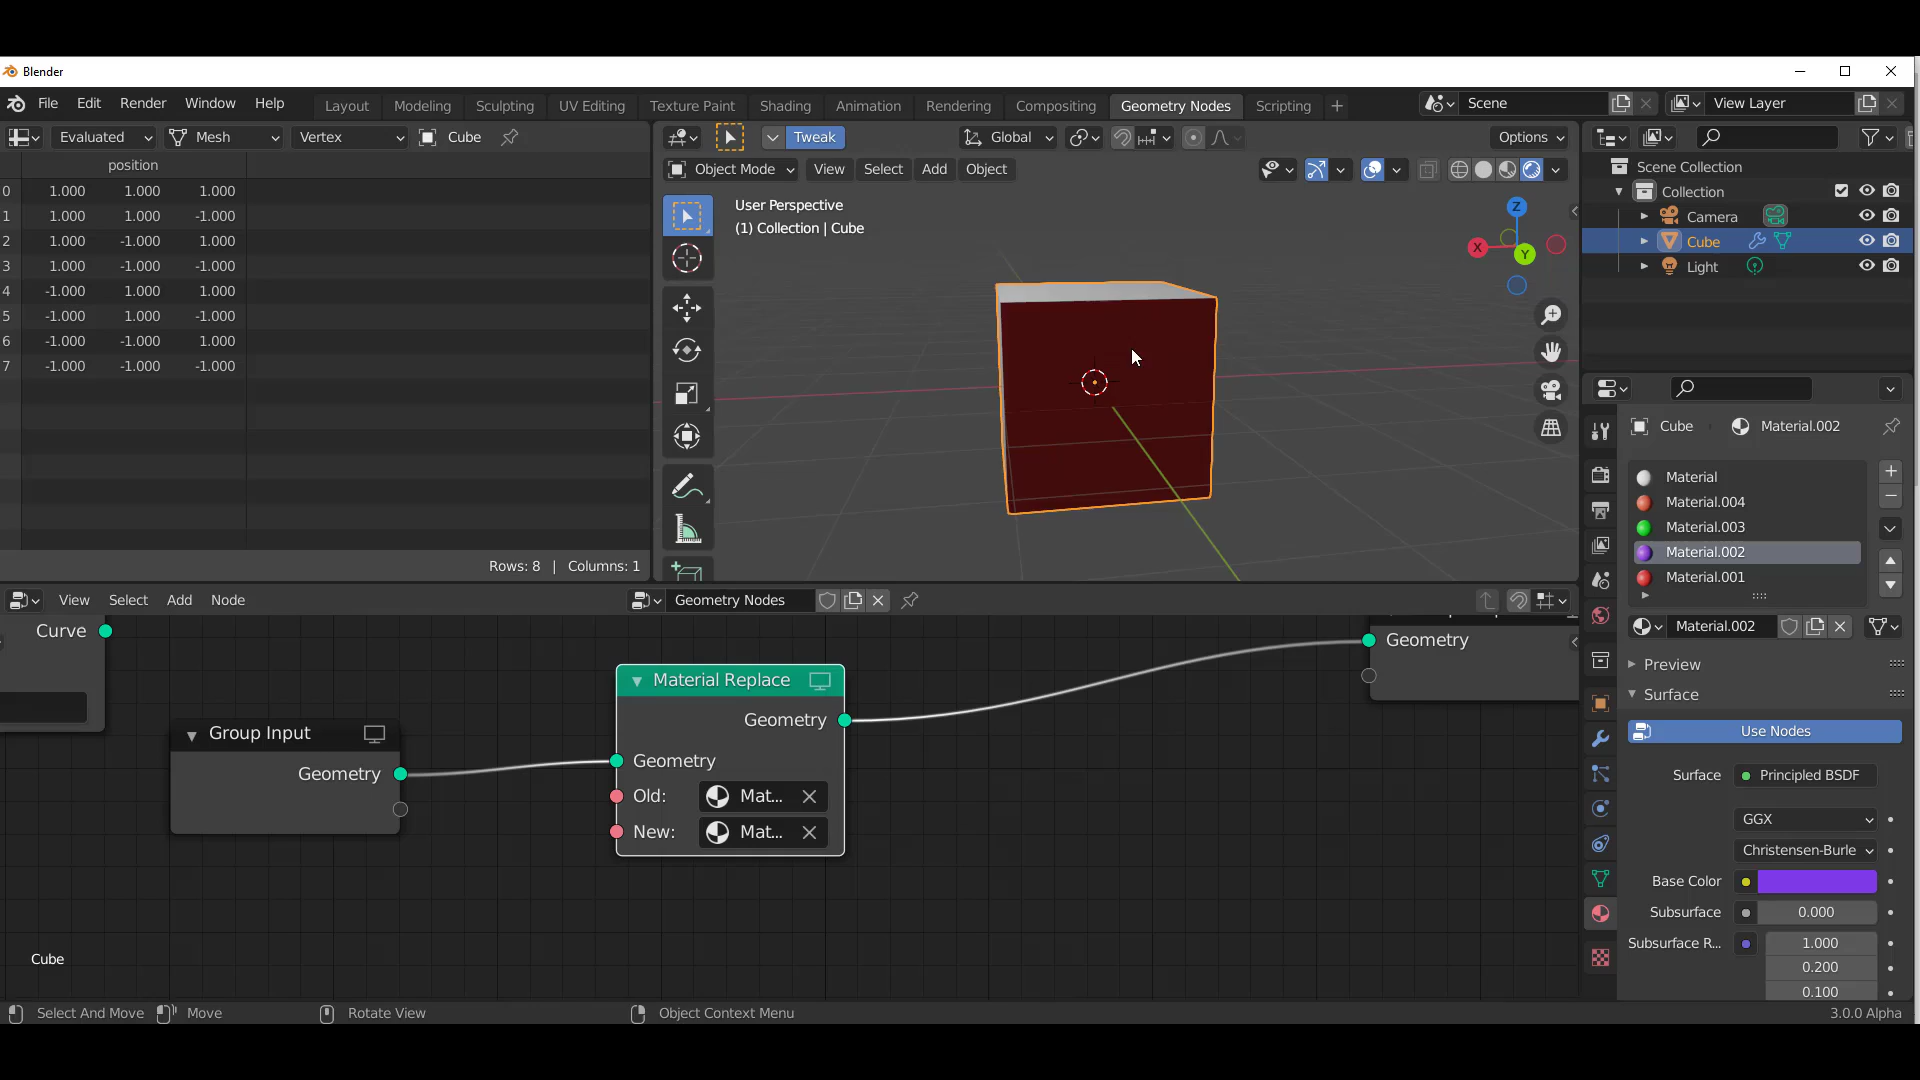 Blender
File Edit Render Window Help
Layout Modeling Sculpting UV Editing Texture Paint Shading Animation Rendering Compositing Geometry Nodes Scripting +
Scene
View Layer
Evaluated Mesh Vertex Cube
position
0 1.000 1.000 1.000
1 1.000 1.000 -1.000
2 1.000 -1.000 1.000
3 1.000 -1.000 -1.000
4 -1.000 1.000 1.000
5 -1.000 1.000 -1.000
6 -1.000 -1.000 1.000
7 -1.000 -1.000 -1.000
Rows: 8 | Columns: 1
Tweak Global Options
Object Mode View Select Add Object
User Perspective
(1) Collection | Cube
Z
X
Y
Scene Collection
Collection
Camera
Cube
Light
Cube Material.002
Material
Material.004
Material.003
Material.002
Material.001
Material.002
Preview
Surface
Use Nodes
Surface Principled BSDF
GGX
Christensen-Burle
Base Color
Subsurface 0.000
Subsurface R... 1.000
0.200
0.100
View Select Add Node Geometry Nodes
Curve
Group Input
Geometry
Material Replace
Geometry
Geometry
Old: Mat...
New: Mat...
Geometry
Cube
Select And Move Move Rotate View Object Context Menu 3.0.0 Alpha